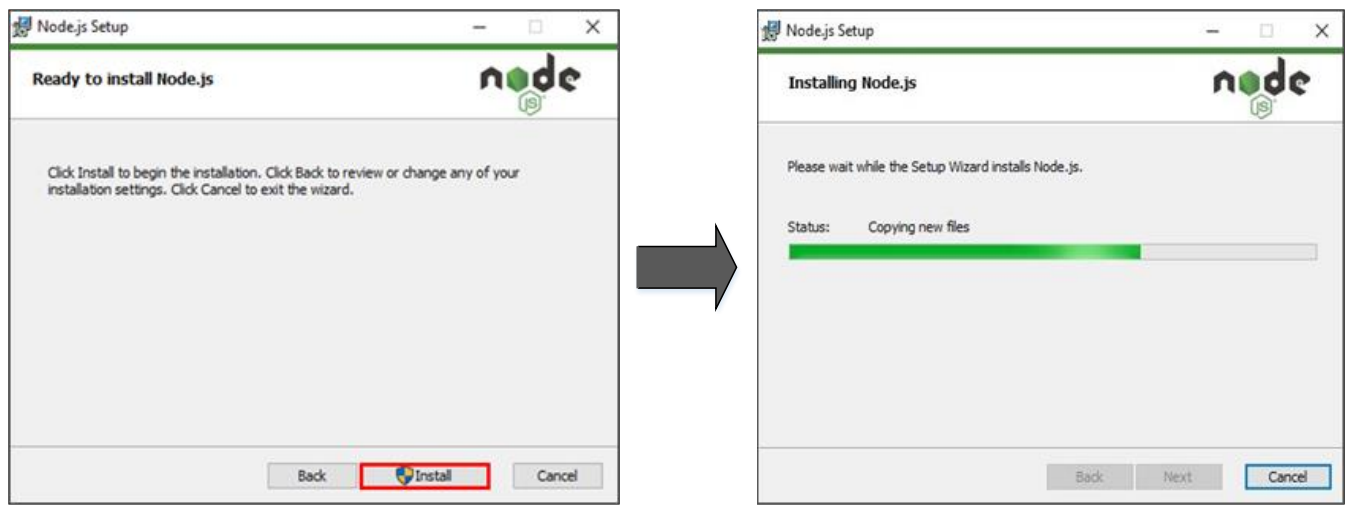 Node.js Setup
Ready to install Node.js
node
JS
Click Install to begin the installation. Click Back to review or change any of your
installation settings. Click Cancel to exit the wizard.
Back
Install
Cancel
Node.js Setup
Installing Node.js
node
JS
Please wait while the Setup Wizard installs Node.js.
Status: Copying new files
Back
Next
Cancel